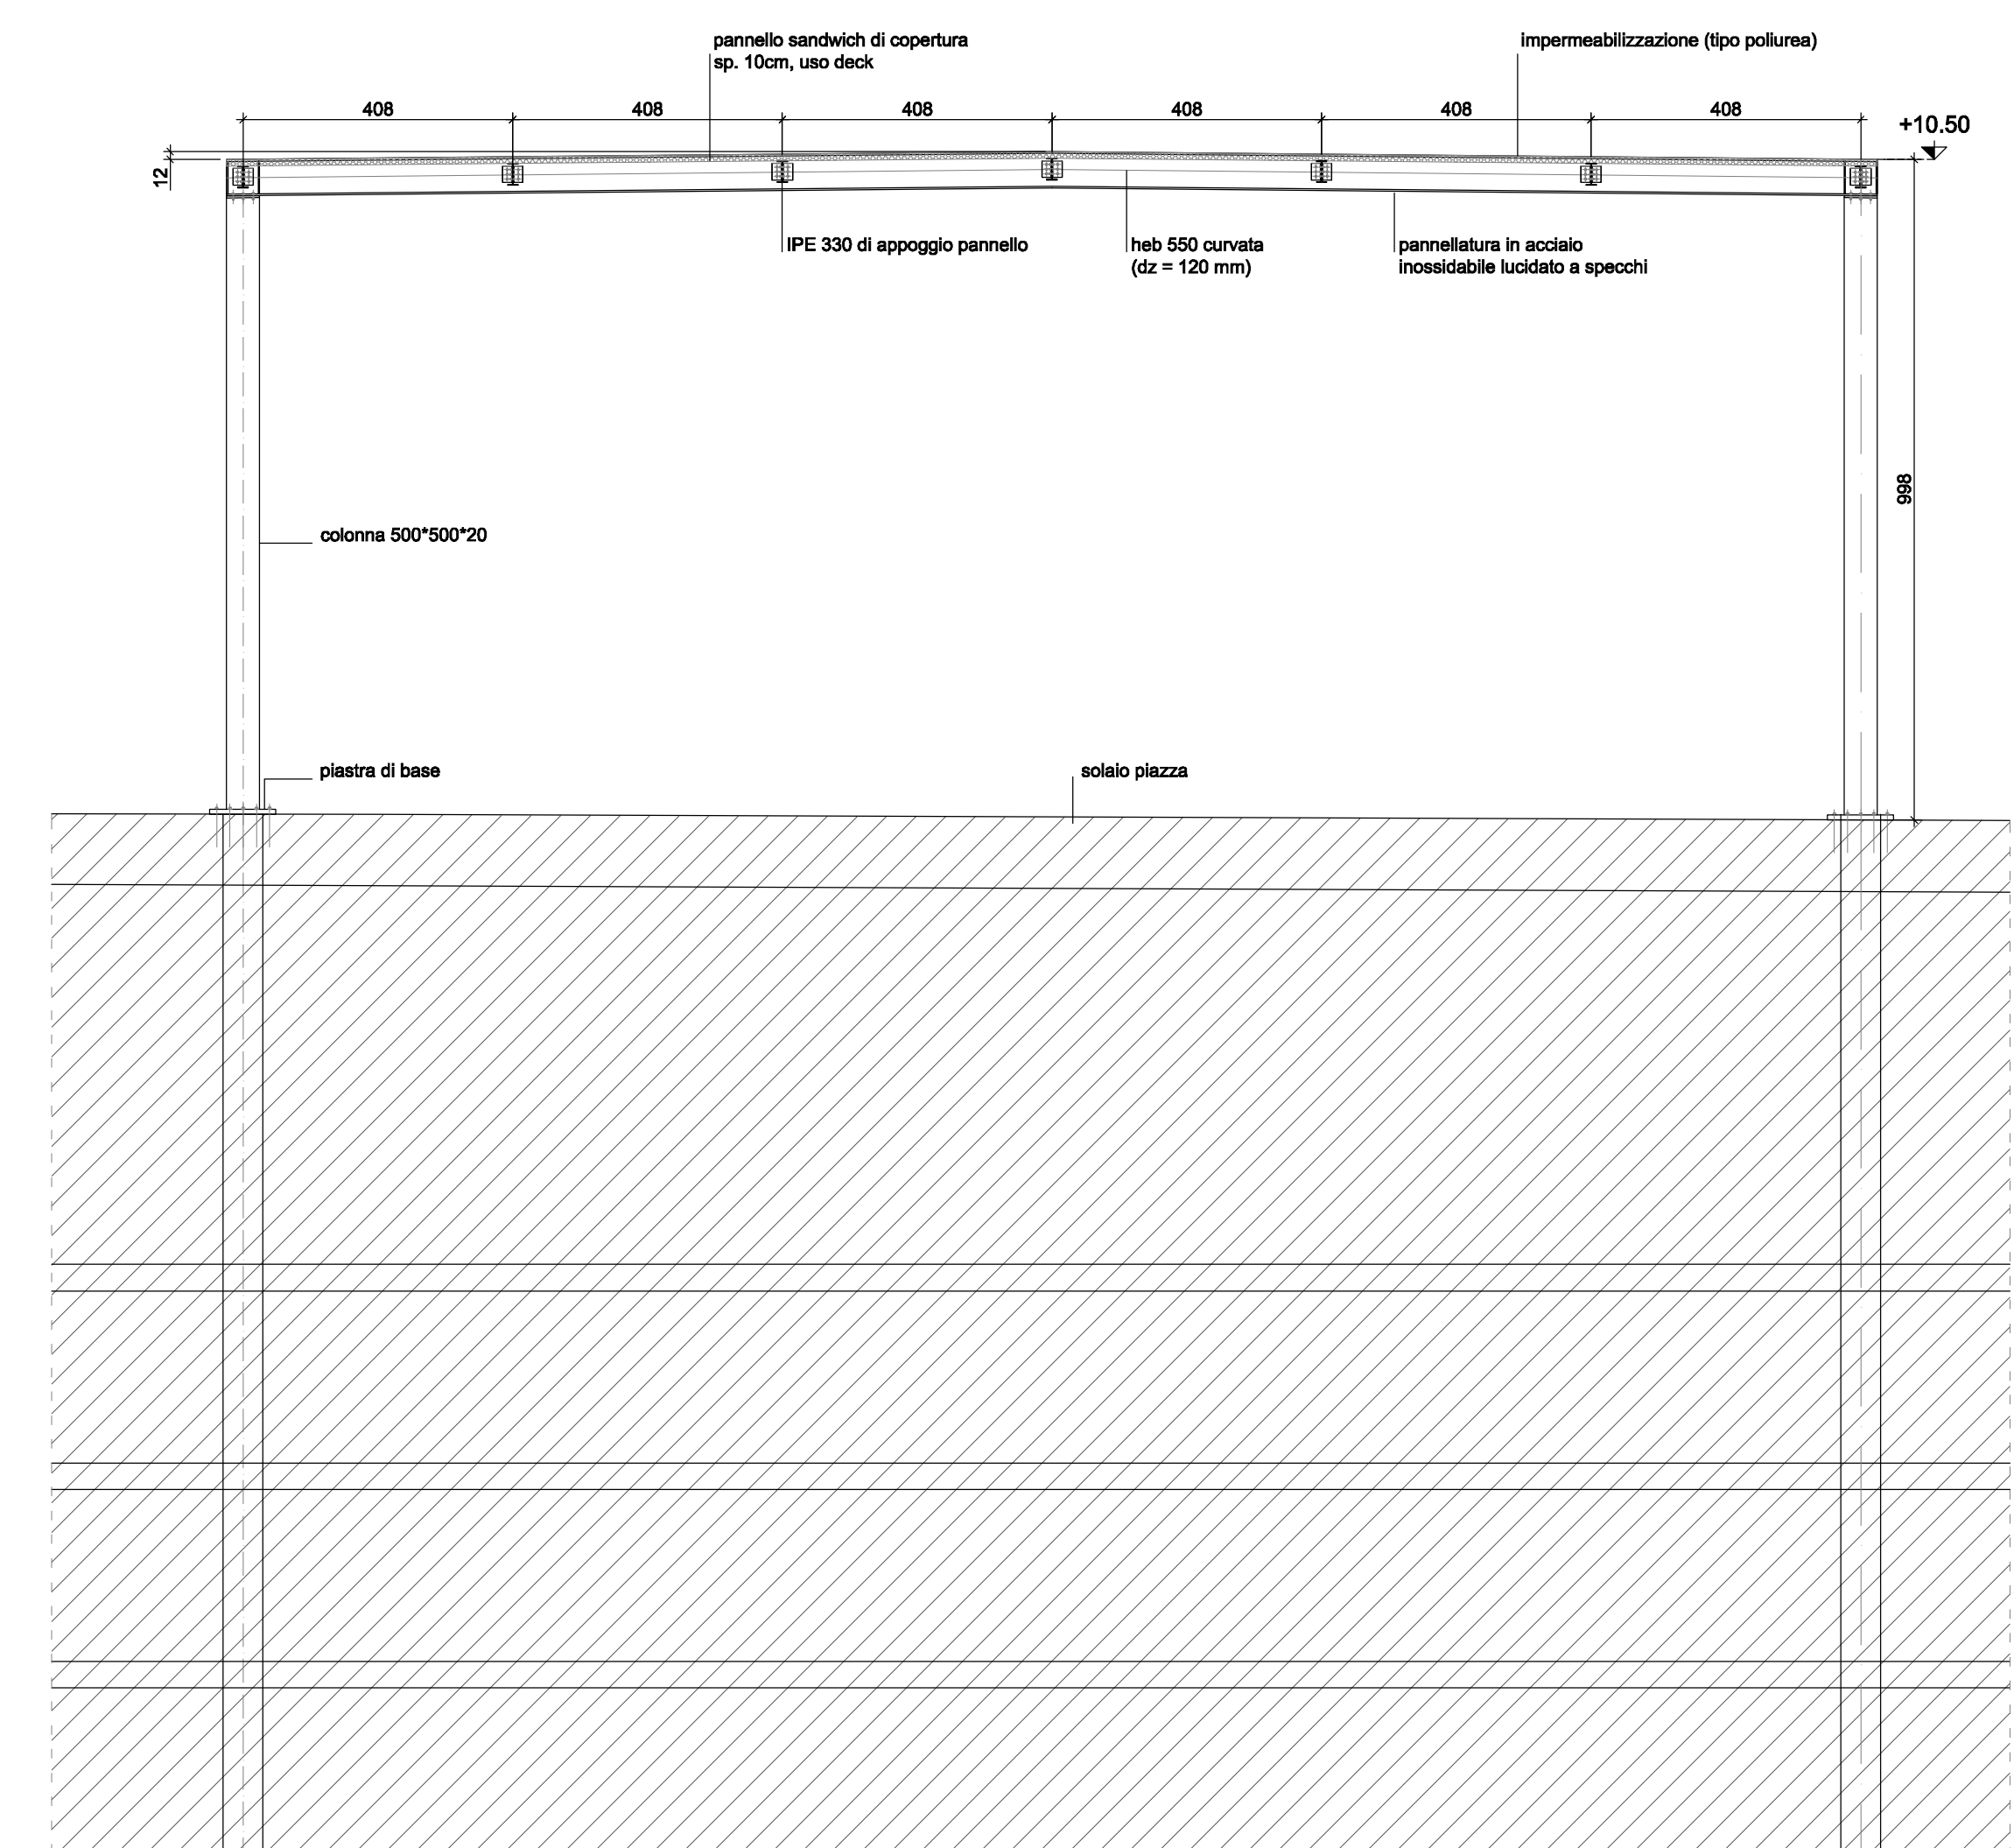 pannello sandwich di copertura
sp. 10cm, uso deck
impermeabilizzazione (tipo poliurea)
408
408
408
408
408
408
+10.50
12
IPE 330 di appoggio pannello
heb 550 curvata
(dz = 120 mm)
pannellatura in acciaio
inossidabile lucidato a specchi
998
colonna 500*500*20
piastra di base
solaio piazza